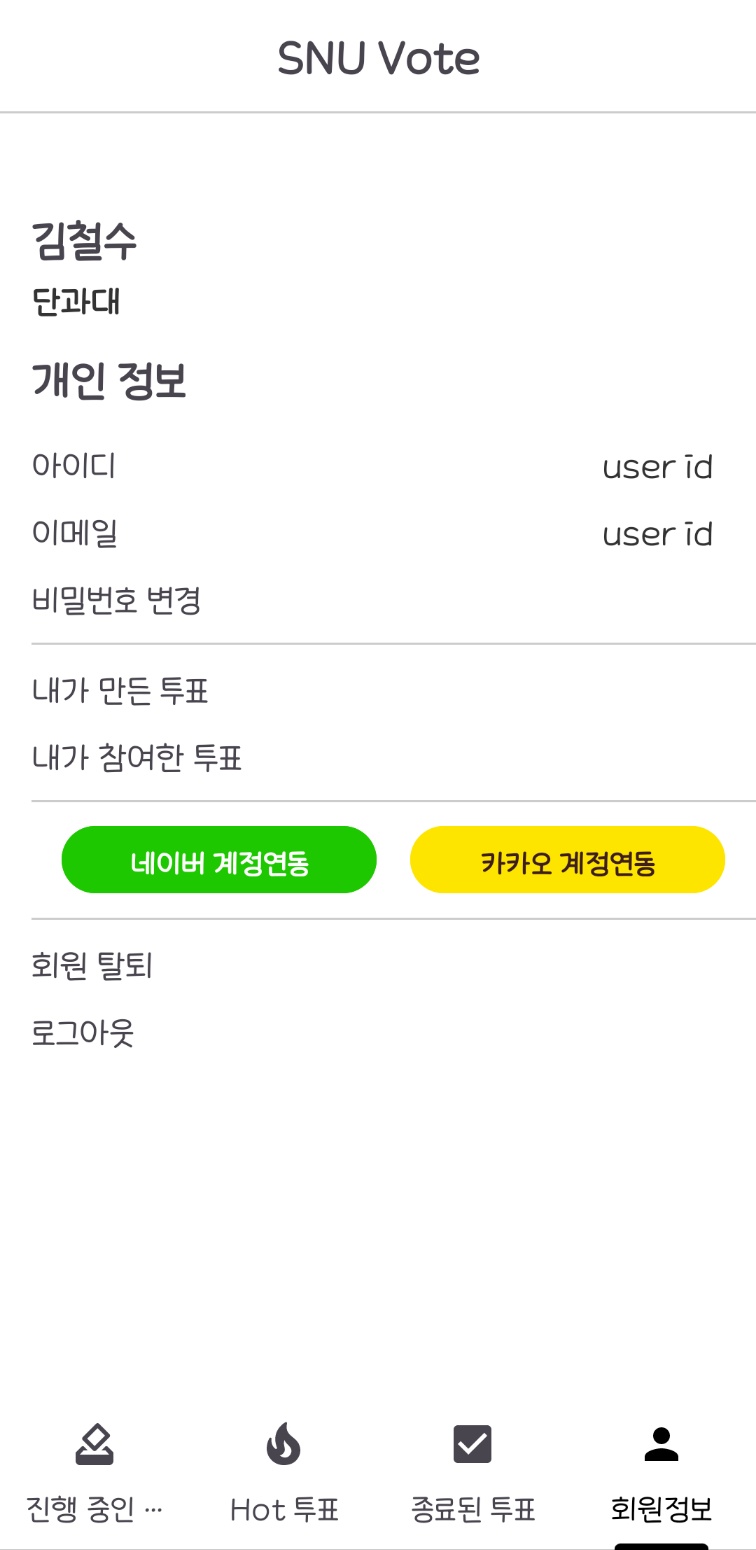 SNU Vote
김철수
단과대
개인 정보
아이디 user id
이메일 user id
비밀번호 변경
내가 만든 투표
내가 참여한 투표
네이버 계정연동 카카오 계정연동
회원 탈퇴
로그아웃
진행 중인 … Hot 투표 종료된 투표 회원정보